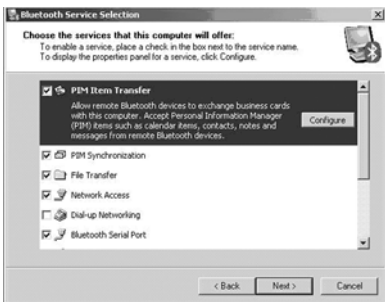 Bluetooth Service Selection
Choose the services that this computer will offer:
To enable a service, place a check in the box next to the service name.
To display the properties panel for a service, click Configure.
PIM Item Transfer
Allow remote Bluetooth devices to exchange business cards
with this computer. Accept Personal Information Manager
(PIM) items such as calendar items, contacts, notes and
messages from remote Bluetooth devices.
Configure
PIM Synchronization
File Transfer
Network Access
Dial-up Networking
Bluetooth Serial Port
< Back
Next >
Cancel